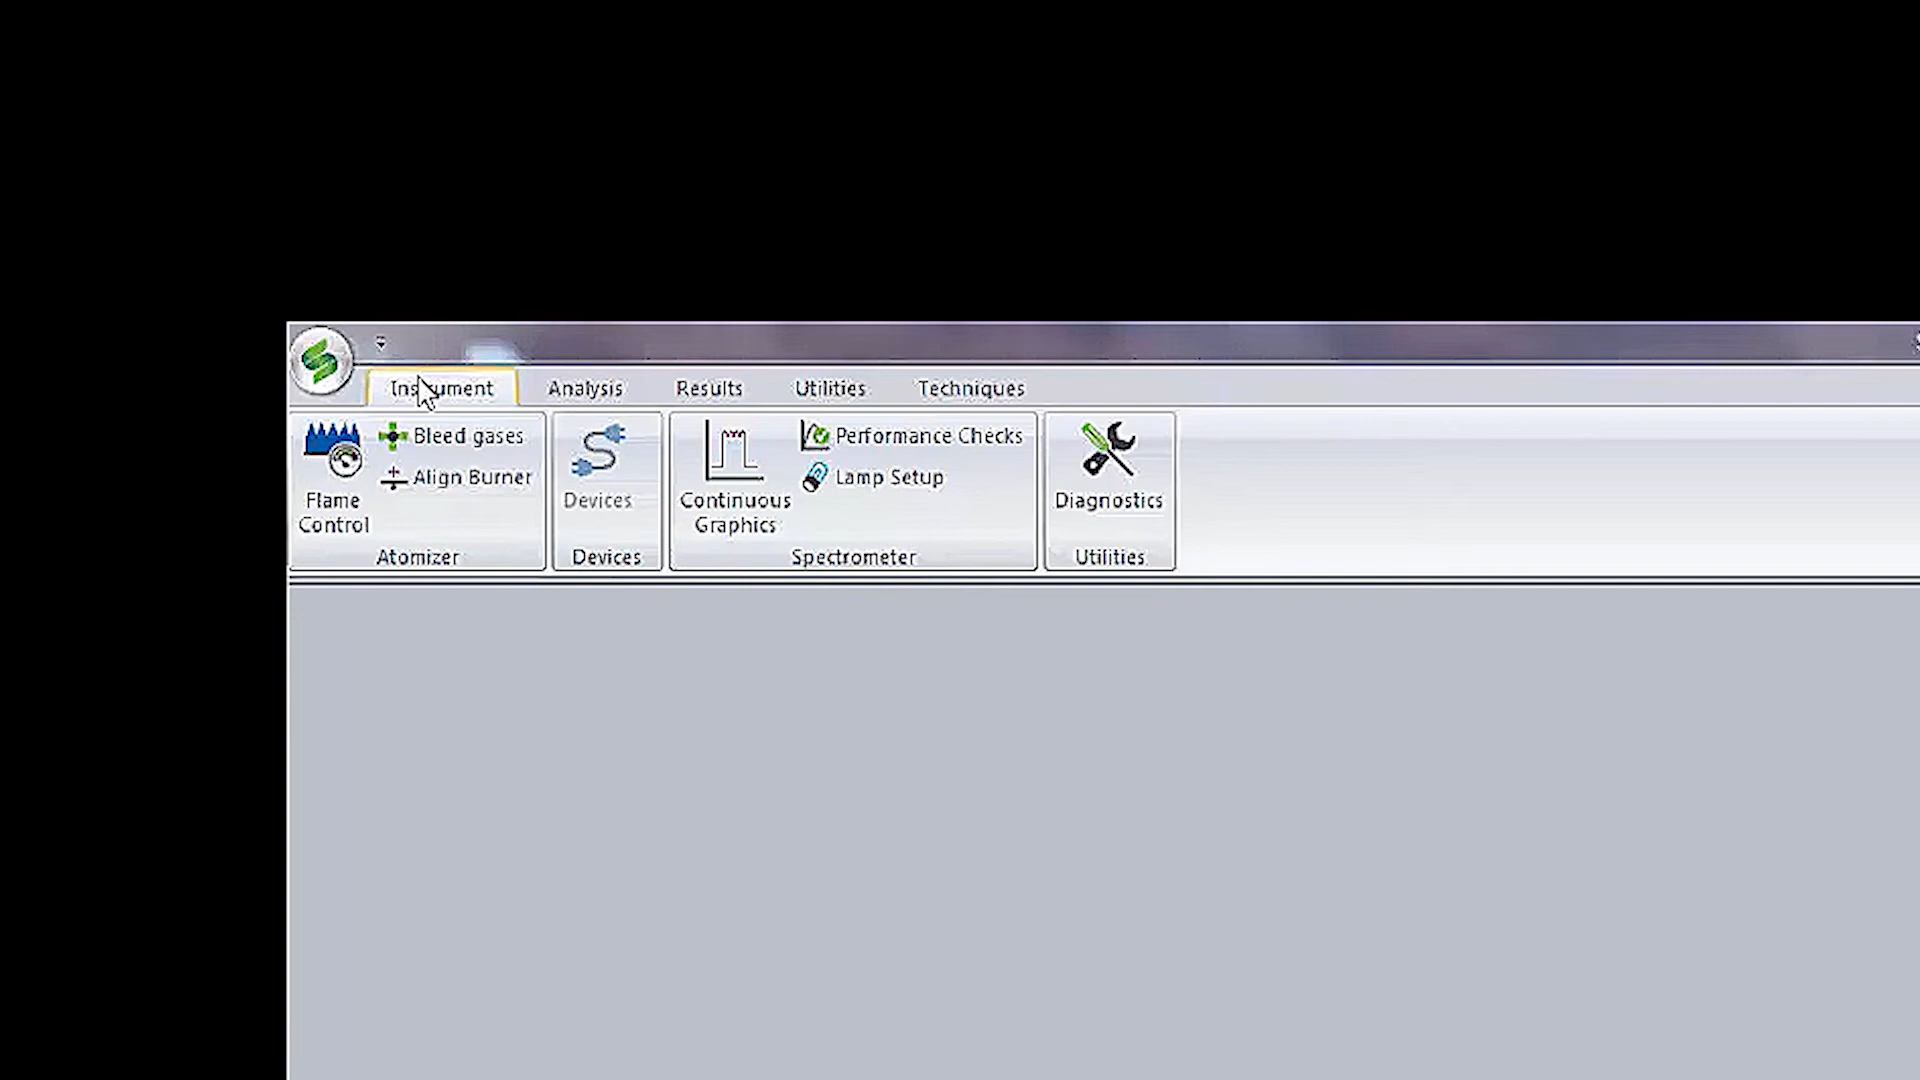 Instrument Analysis Results Utilities Techniques
Bleed gases
Align Burner
Flame
Control
Atomizer
Devices
Devices
Continuous
Graphics
Performance Checks
Lamp Setup
Spectrometer
Diagnostics
Utilities